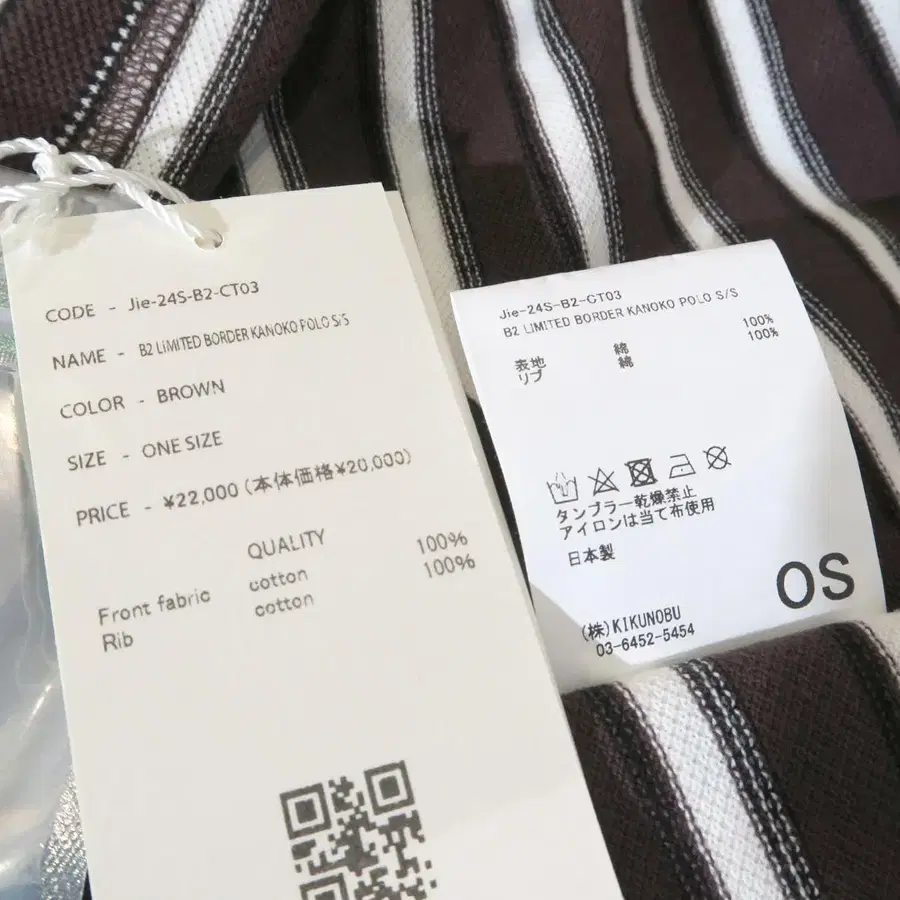 CODE - Jie-24S-B2-CT03
NAME - B2 LiMITED BORDER KANOKO POLO S/S
COLOR - BROWN
SIZE - ONE SIZE
PRICE - ¥22,000 (本体価格¥20,000)
QUALITY
Front fabric cotton 100%
Rib cotton 100%
Jie-24S-B2-CT03
B2 LiMITED BORDER KANOKO POLO S/S
表地 綿 100%
リブ 綿 100%
タンブラー乾燥禁止
アイロンは当て布使用
日本製
OS
(株)KIKUNOBU
03-6452-5454